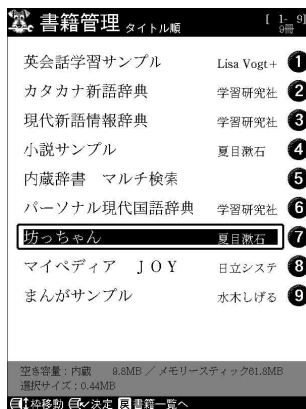 書籍管理 タイトル順 [ 1- 9] 9冊
英会話学習サンプル Lisa Vogt+ 1
カタカナ新語辞典 学習研究社 2
現代新語情報辞典 学習研究社 3
小説サンプル 夏目漱石 4
内蔵辞書 マルチ検索 5
パーソナル現代国語辞典 学習研究社 6
坊っちゃん 夏目漱石 7
マイペディア JOY 日立システ 8
まんがサンプル 水木しげる 9
空き容量：内蔵 9.8MB ／ メモリースティック61.8MB
選択サイズ：0.44MB
枠移動 決定 戻書籍一覧へ